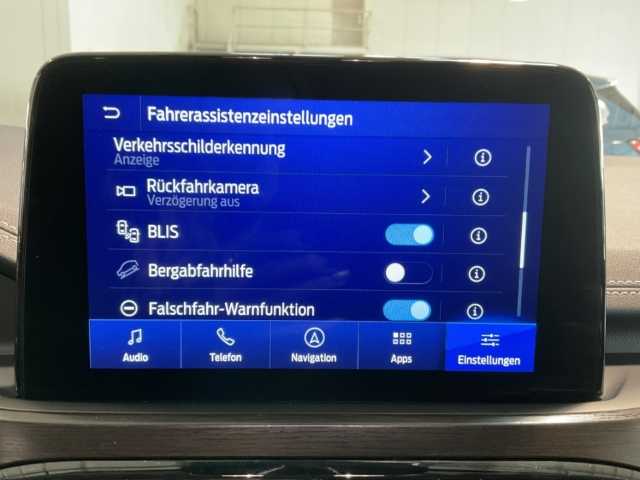 Fahrerassistenzeinstellungen
Verkehrsschilderkennung
Anzeige
Rückfahrkamera
Verzögerung aus
BLIS
Bergabfahrhilfe
Falschfahr-Warnfunktion
Audio
Telefon
Navigation
Apps
Einstellungen